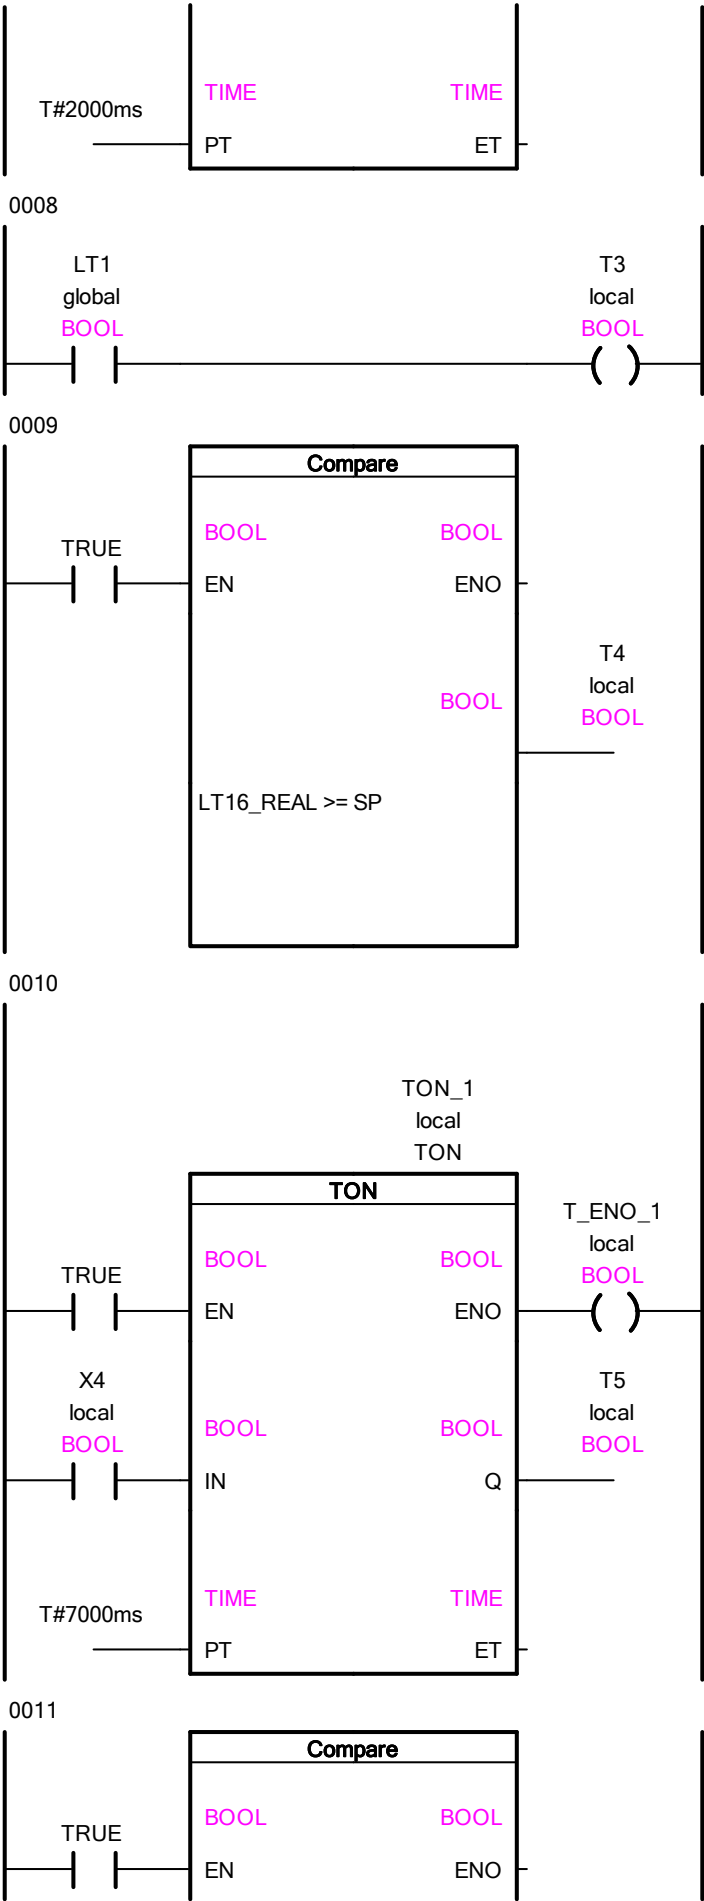 TIME TIME
T#2000ms
PT ET
0008
LT1 T3
global local
BOOL BOOL
0009
Compare
BOOL BOOL
TRUE
EN ENO
T4
local
BOOL BOOL
LT16_REAL >= SP
0010
TON_1
local
TON
TON
T_ENO_1
local
BOOL BOOL
TRUE BOOL
EN ENO
X4 T5
local local
BOOL BOOL BOOL BOOL
IN Q
TIME TIME
T#7000ms
PT ET
0011
Compare
BOOL BOOL
TRUE
EN ENO